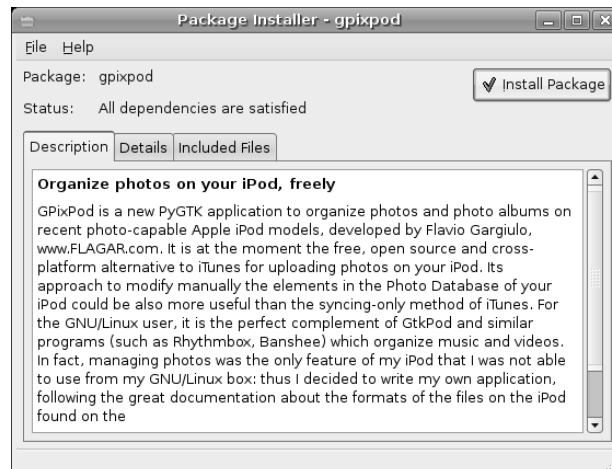 Package Installer - gpixpod
File Help
Package: gpixpod
Install Package
Status: All dependencies are satisfied
Description Details Included Files
Organize photos on your iPod, freely
GPixPod is a new PyGTK application to organize photos and photo albums on
recent photo-capable Apple iPod models, developed by Flavio Gargiulo,
www.FLAGAR.com. It is at the moment the free, open source and cross-
platform alternative to iTunes for uploading photos on your iPod. Its
approach to modify manually the elements in the Photo Database of your
iPod could be also more useful than the syncing-only method of iTunes. For
the GNU/Linux user, it is the perfect complement of GtkPod and similar
programs (such as Rhythmbox, Banshee) which organize music and videos.
In fact, managing photos was the only feature of my iPod that I was not able
to use from my GNU/Linux box: thus I decided to write my own application,
following the great documentation about the formats of the files on the iPod
found on the